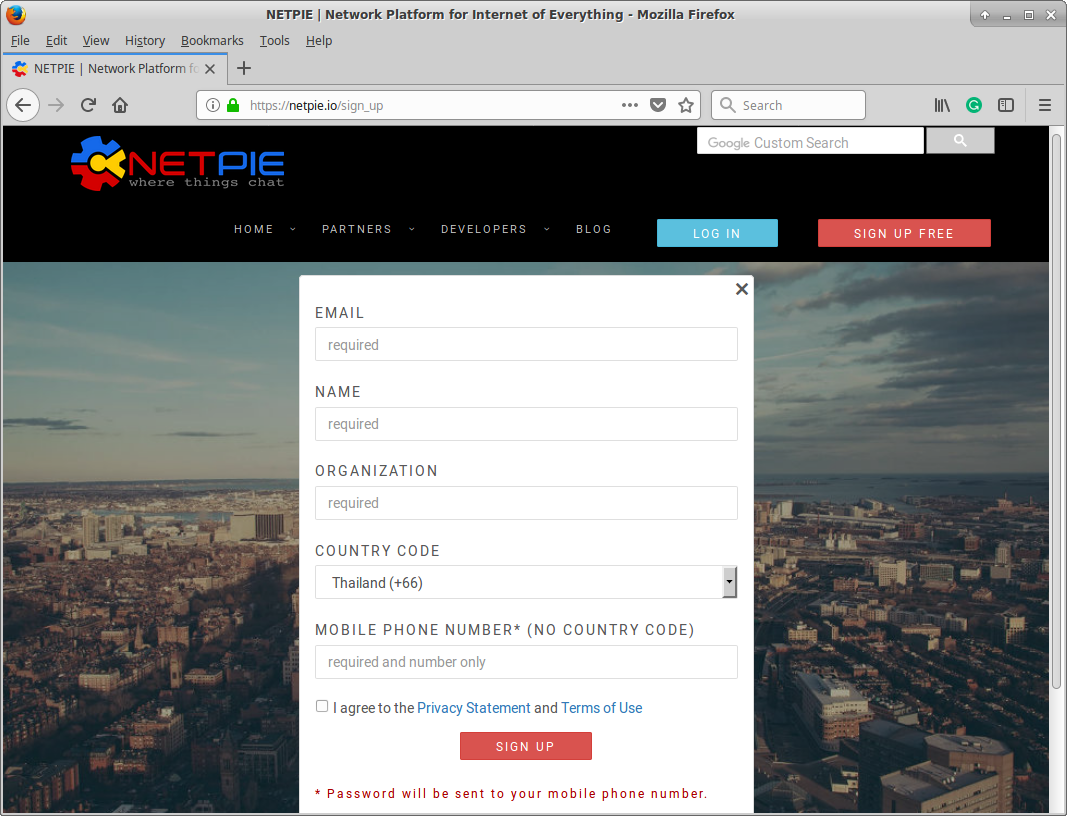 NETPIE | Network Platform for Internet of Everything - Mozilla Firefox
File Edit View History Bookmarks Tools Help
NETPIE | Network Platform fo
https://netpie.io/sign_up
Search
NETPIE
where things chat
Google Custom Search
HOME PARTNERS DEVELOPERS BLOG LOG IN SIGN UP FREE
EMAIL
required
NAME
required
ORGANIZATION
required
COUNTRY CODE
Thailand (+66)
MOBILE PHONE NUMBER* (NO COUNTRY CODE)
required and number only
I agree to the Privacy Statement and Terms of Use
SIGN UP
* Password will be sent to your mobile phone number.